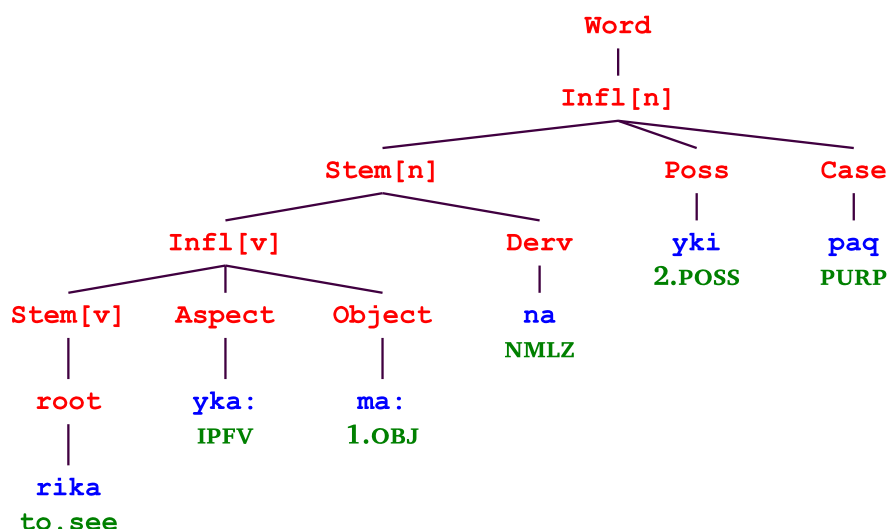 Word
Infl[n]
Stem[n] Poss Case
Infl[v] Derv yki paq
2.POSS PURP
Stem[v] Aspect Object na
NMLZ
root yka: ma:
IPFV 1.OBJ
rika
to.see